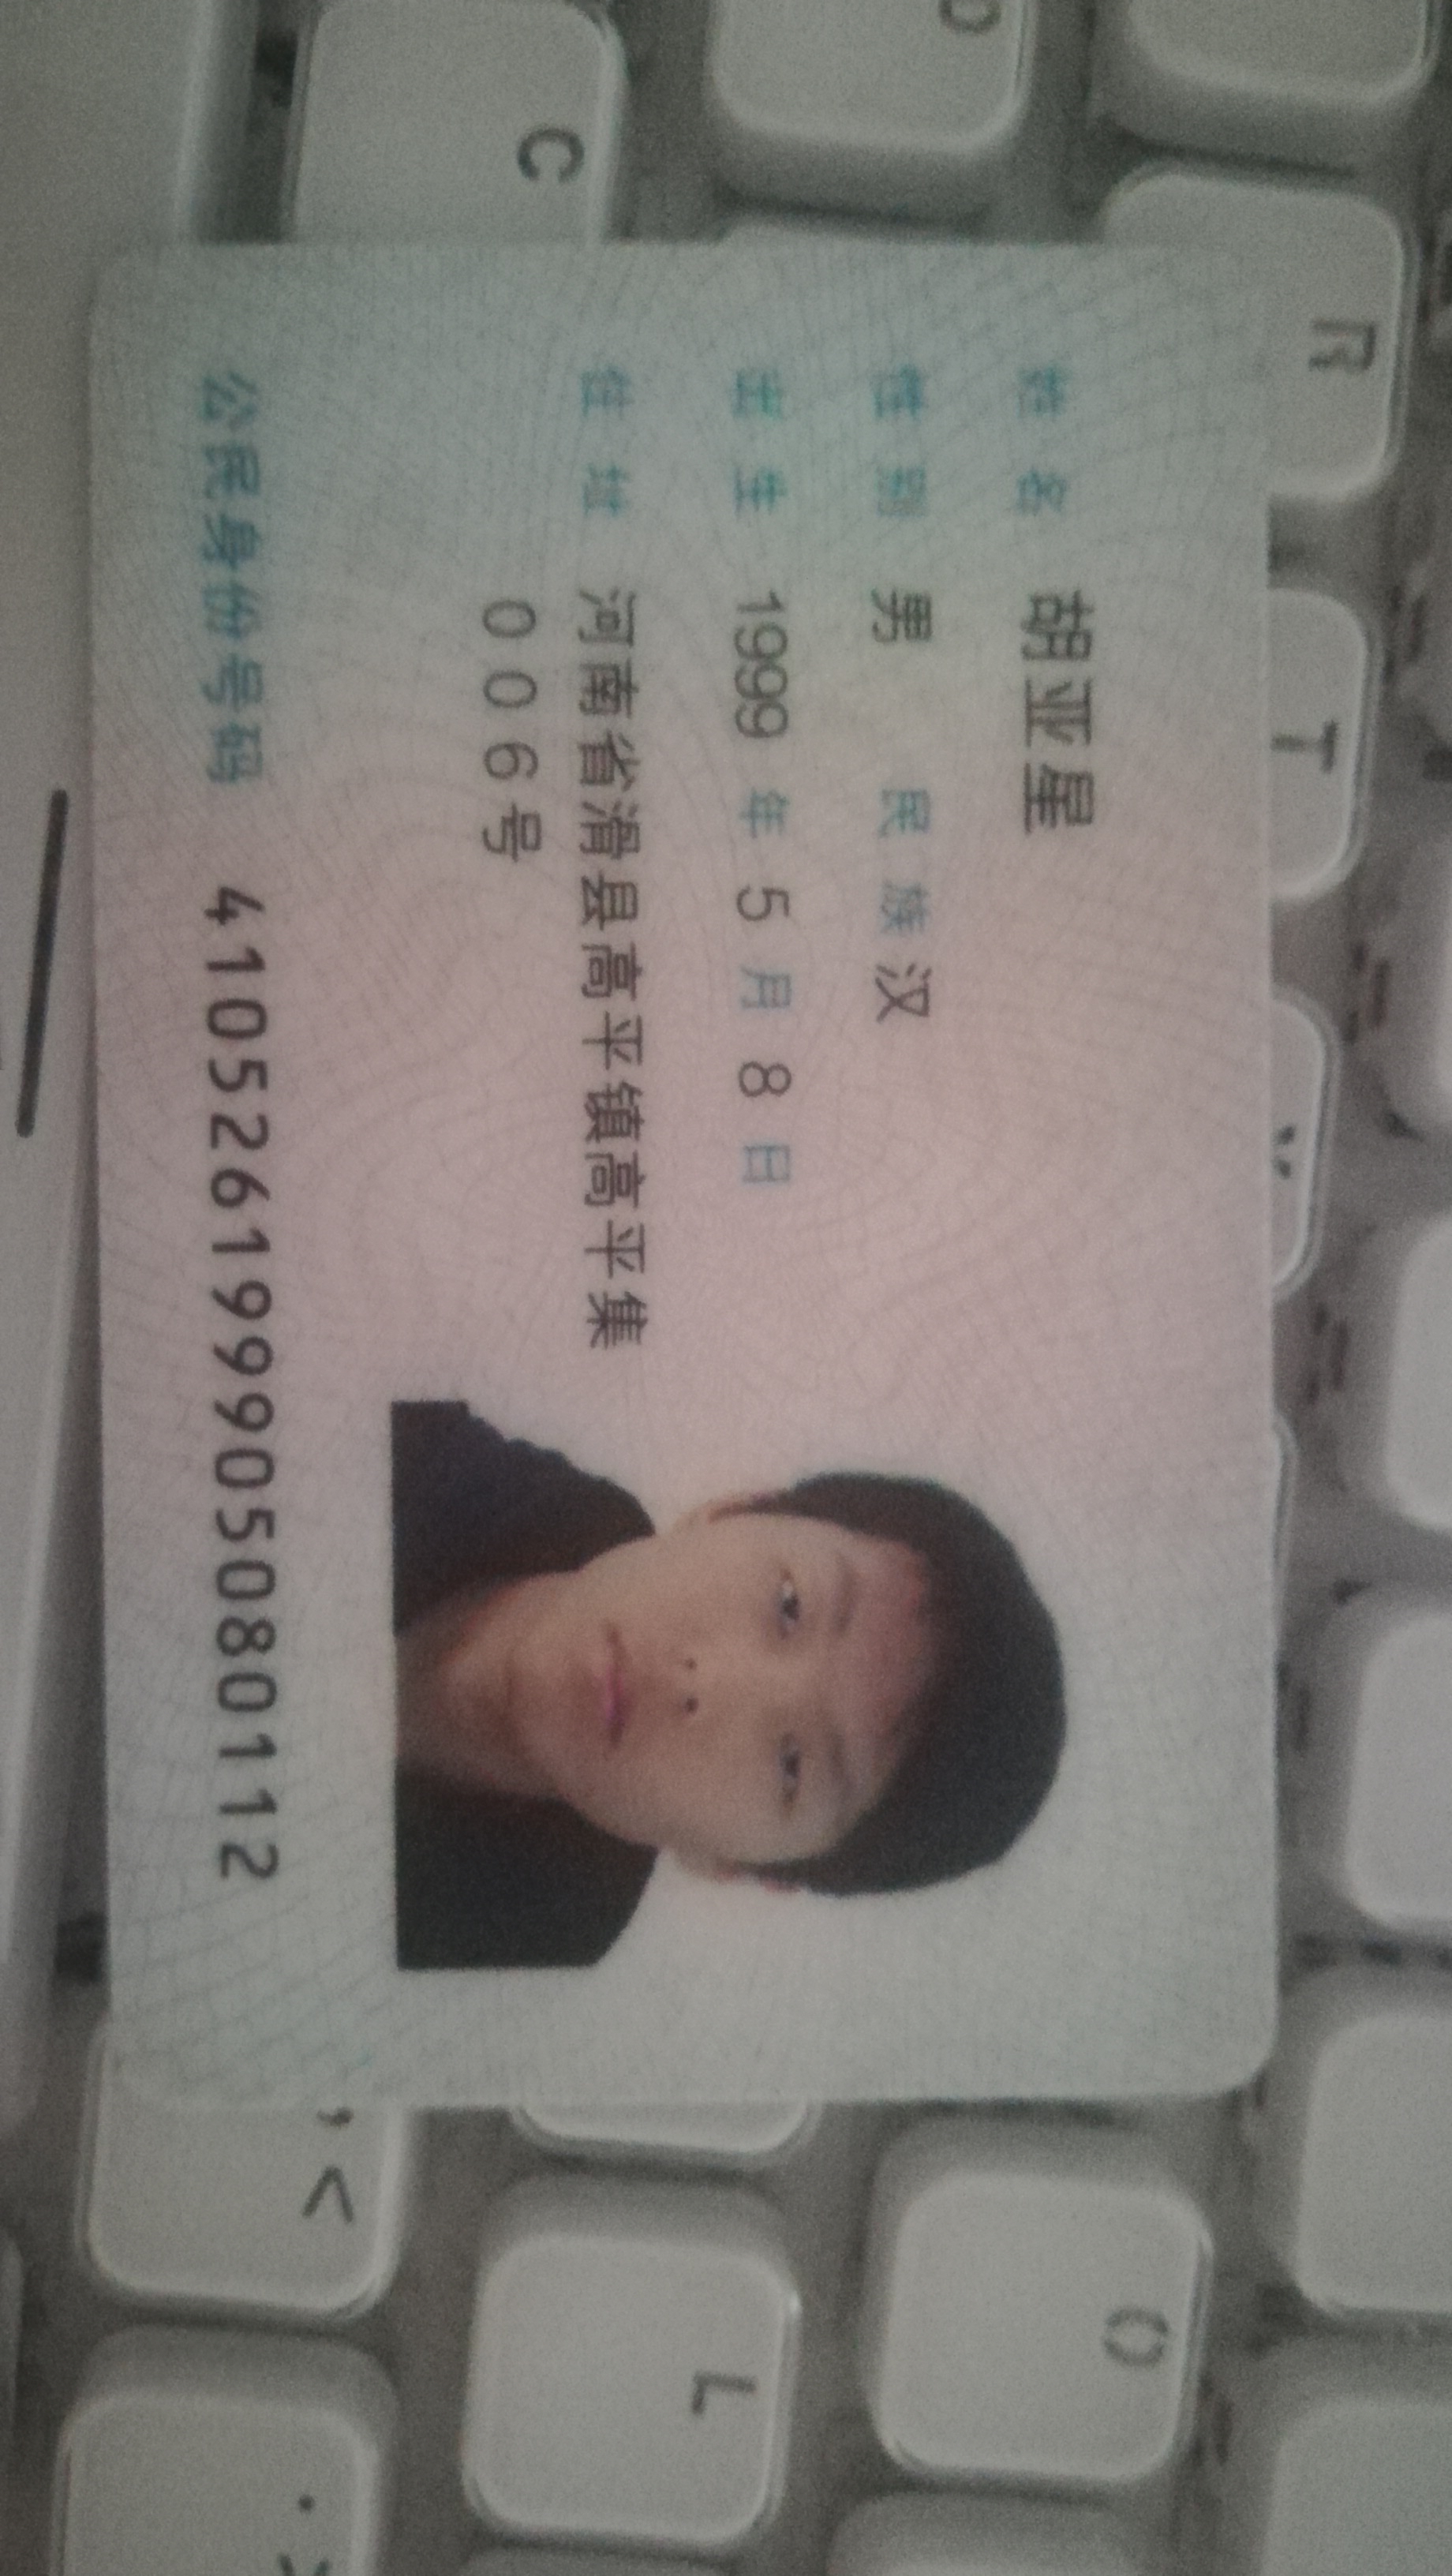 姓名 胡亚星
性别 男 民族 汉
出生 1999 年 5 月 8 日
住址 河南省滑县高平镇高平集
006号
公民身份号码 410526199905080112
C
D
R
T
L
O
, <
.